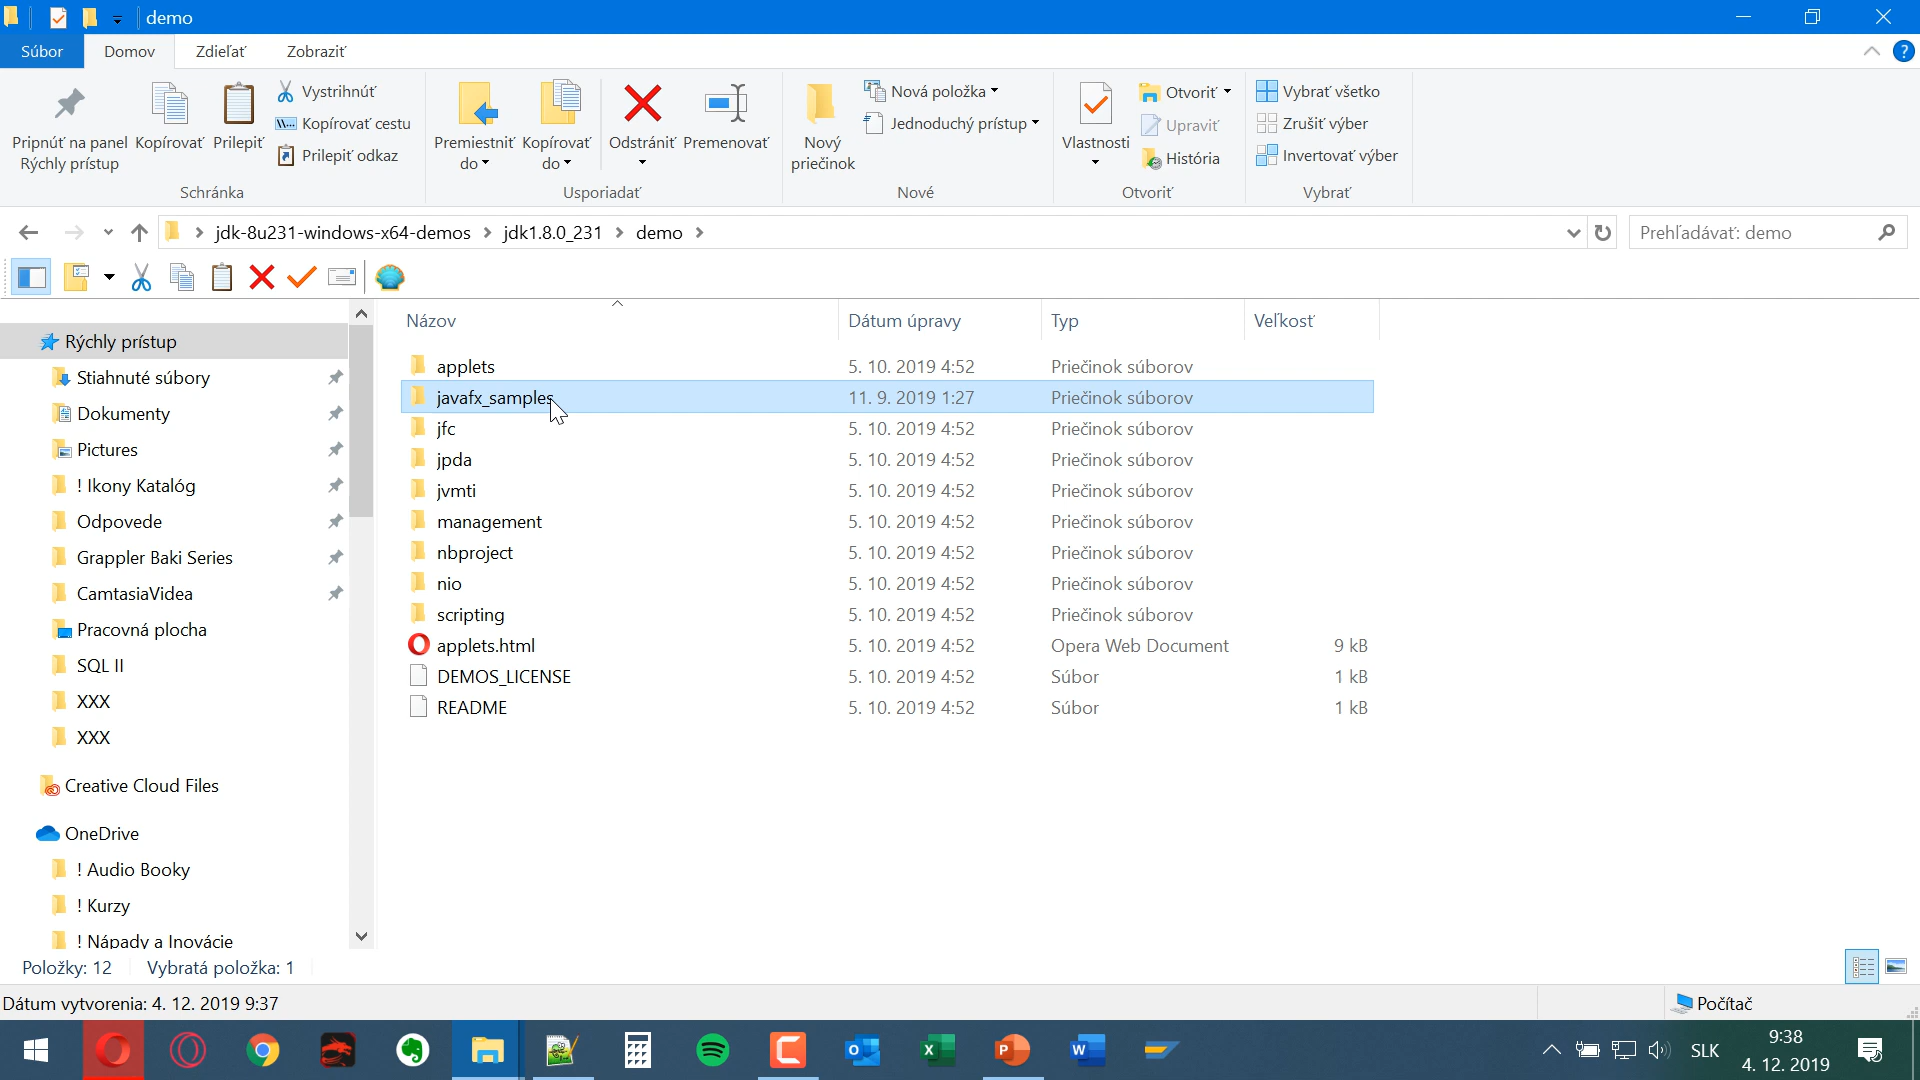 demo
Súbor Domov Zdieľať Zobraziť
Pripnúť na panel Rýchly prístup
Kopírovať
Prilepiť
Vystrihnúť
Kopírovať cestu
Prilepiť odkaz
Schránka
Premiestniť do
Kopírovať do
Odstrániť
Premenovať
Usporiadať
Nový priečinok
Nová položka
Jednoduchý prístup
Nové
Vlastnosti
Otvoriť
Upraviť
História
Otvoriť
Vybrať všetko
Zrušiť výber
Invertovať výber
Vybrať
jdk-8u231-windows-x64-demos jdk1.8.0_231 demo
Prehľadávať: demo
Rýchly prístup
Stiahnuté súbory
Dokumenty
Pictures
! Ikony Katalóg
Odpovede
Grappler Baki Series
CamtasiaVidea
Pracovná plocha
SQL II
XXX
XXX
Creative Cloud Files
OneDrive
! Audio Booky
! Kurzy
! Nápady a Inovácie
Názov Dátum úpravy Typ Veľkosť
applets 5. 10. 2019 4:52 Priečinok súborov
javafx_samples 11. 9. 2019 1:27 Priečinok súborov
jfc 5. 10. 2019 4:52 Priečinok súborov
jpda 5. 10. 2019 4:52 Priečinok súborov
jvmti 5. 10. 2019 4:52 Priečinok súborov
management 5. 10. 2019 4:52 Priečinok súborov
nbproject 5. 10. 2019 4:52 Priečinok súborov
nio 5. 10. 2019 4:52 Priečinok súborov
scripting 5. 10. 2019 4:52 Priečinok súborov
applets.html 5. 10. 2019 4:52 Opera Web Document 9 kB
DEMOS_LICENSE 5. 10. 2019 4:52 Súbor 1 kB
README 5. 10. 2019 4:52 Súbor 1 kB
Položky: 12 Vybratá položka: 1
Dátum vytvorenia: 4. 12. 2019 9:37 Počítač
SLK
9:38
4. 12. 2019